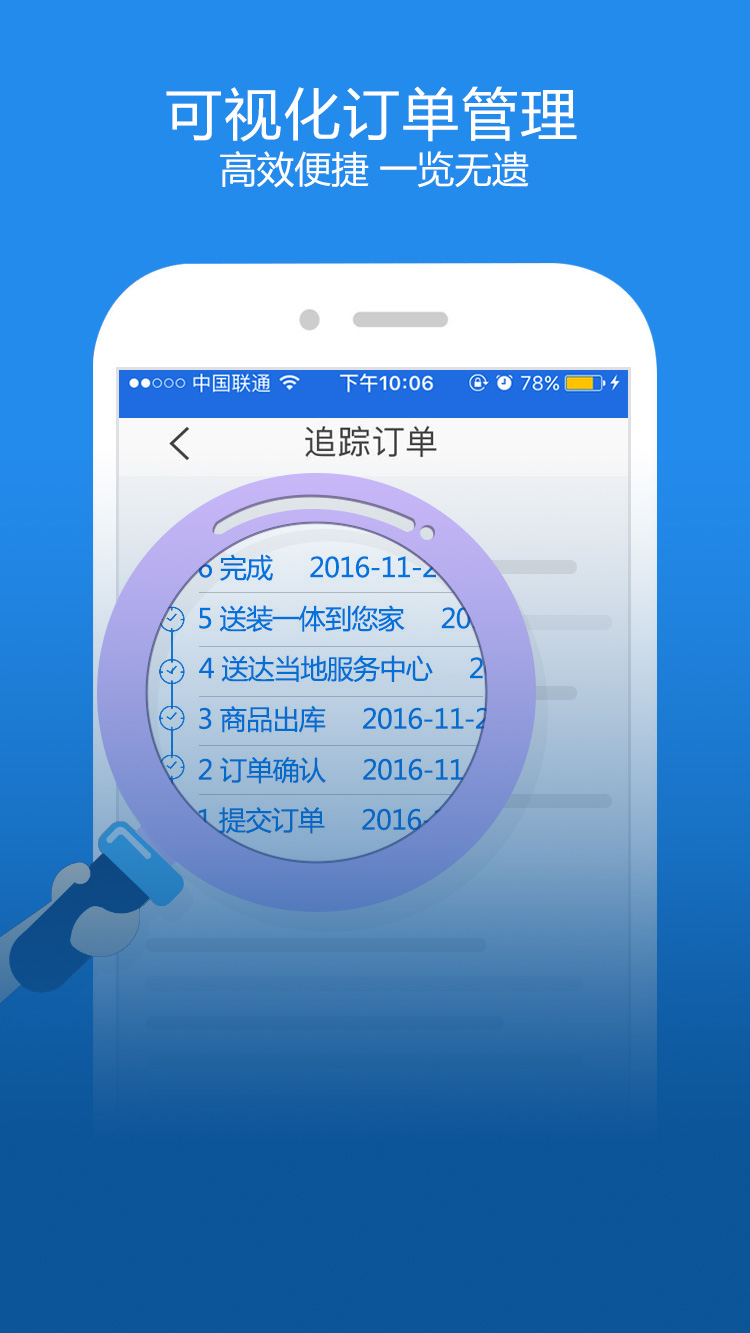 可视化订单管理
高效便捷 一览无遗
中国联通 下午10:06 78%
追踪订单
6 完成 2016-11-2
5 送装一体到您家 20
4 送达当地服务中心 2
3 商品出库 2016-11-2
2 订单确认 2016-11
1 提交订单 2016-